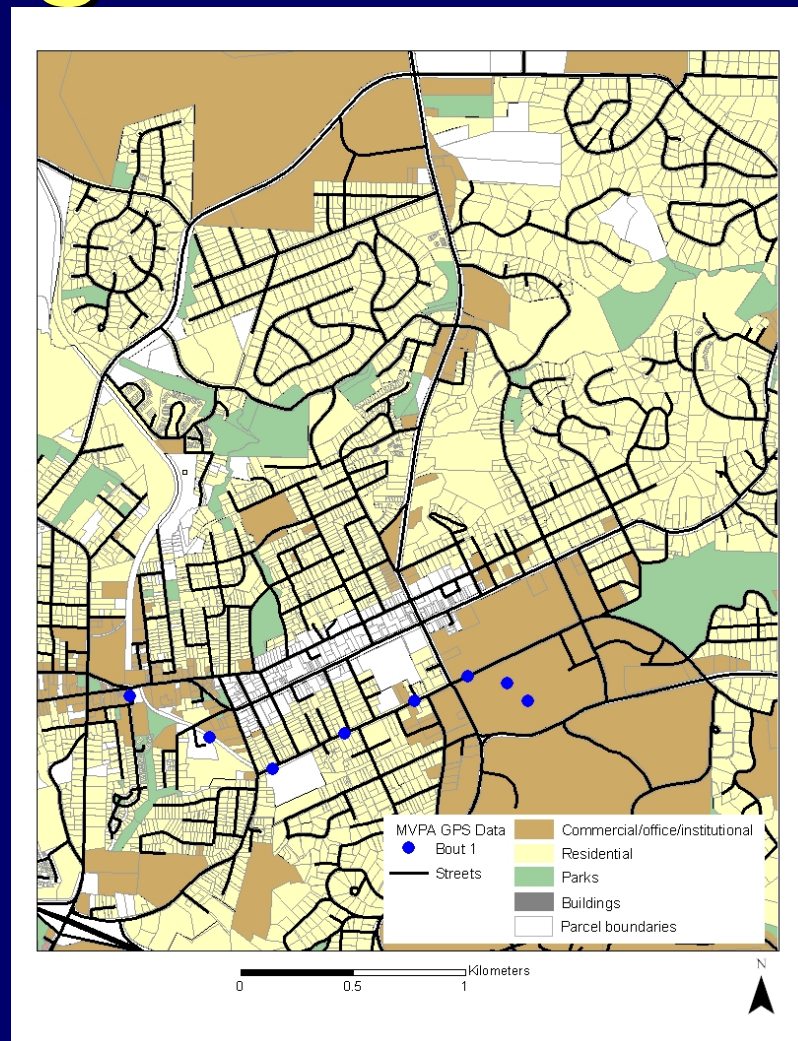 MVPA GPS Data
Bout 1
Streets
Commercial/office/institutional
Residential
Parks
Buildings
Parcel boundaries
Kilometers
0 0.5 1
N